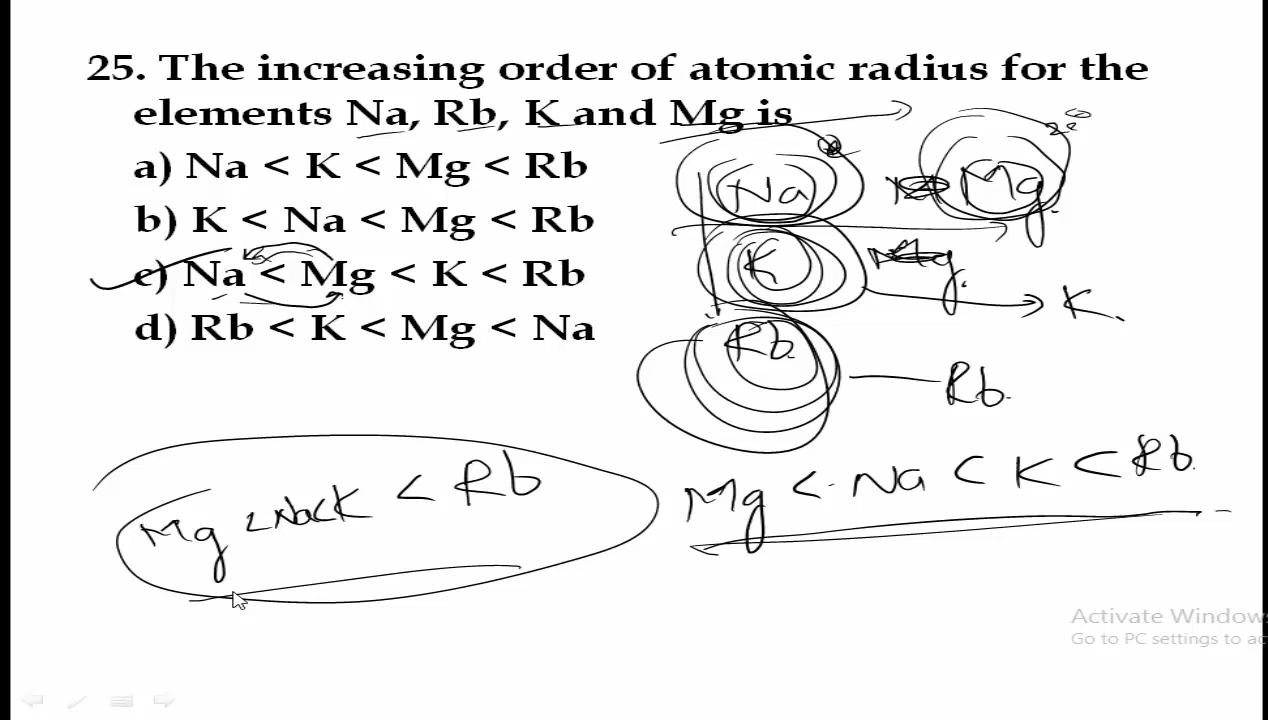 25. The increasing order of atomic radius for the
elements Na, Rb, K and Mg is
a) Na < K < Mg < Rb
b) K < Na < Mg < Rb
c) Na < Mg < K < Rb
d) Rb < K < Mg < Na
Na Mg
K Mg K
Rb Rb
Mg < Na < K < Rb
Mg < Na < K < Rb
Activate Windows
Go to PC settings to ac